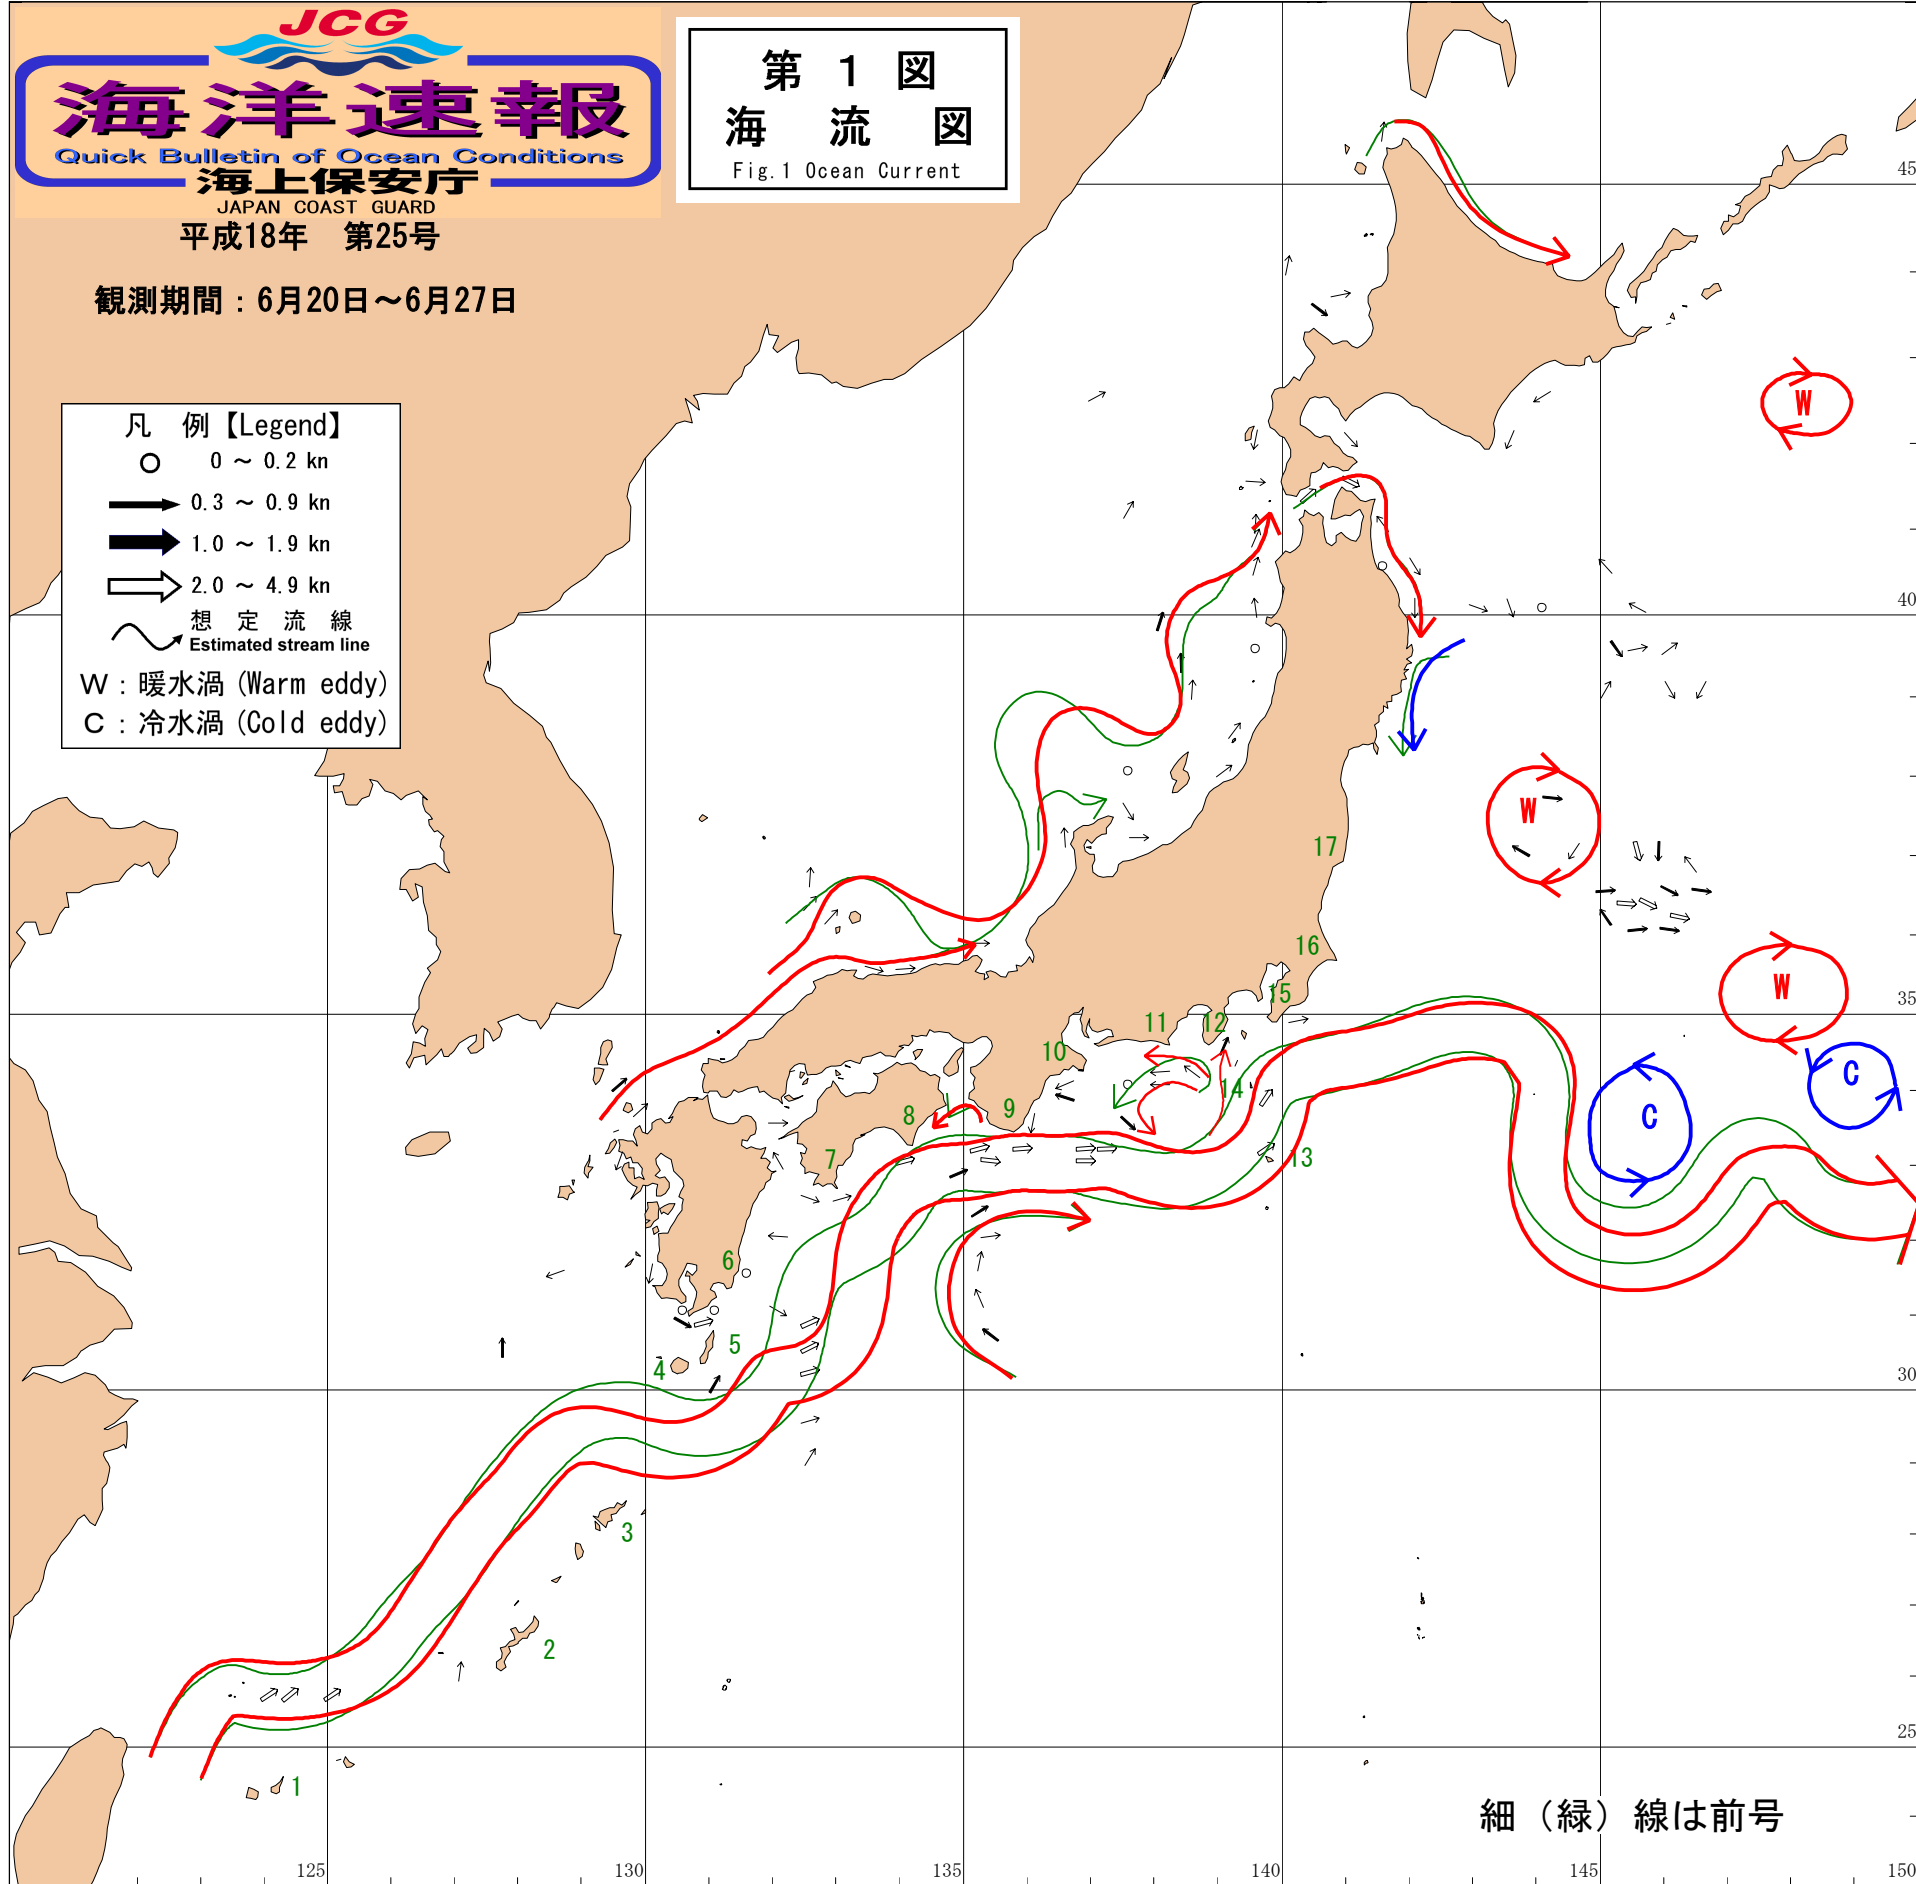 JCG
海洋速報
Quick Bulletin of Ocean Conditions
海上保安庁
JAPAN COAST GUARD
平成18年　第25号
観測期間：6月20日～6月27日
第 1 図
海 流 図
Fig.1 Ocean Current
凡 例【Legend】
0 ～ 0.2 kn
0.3 ～ 0.9 kn
1.0 ～ 1.9 kn
2.0 ～ 4.9 kn
想 定 流 線
Estimated stream line
W：暖水渦 (Warm eddy)
C：冷水渦 (Cold eddy)
45
W
40
W
17
16
W
15
35
11
12
10
C
14
8
9
C
7
13
6
5
4
30
3
2
25
1
細（緑）線は前号
125
130
135
140
145
150